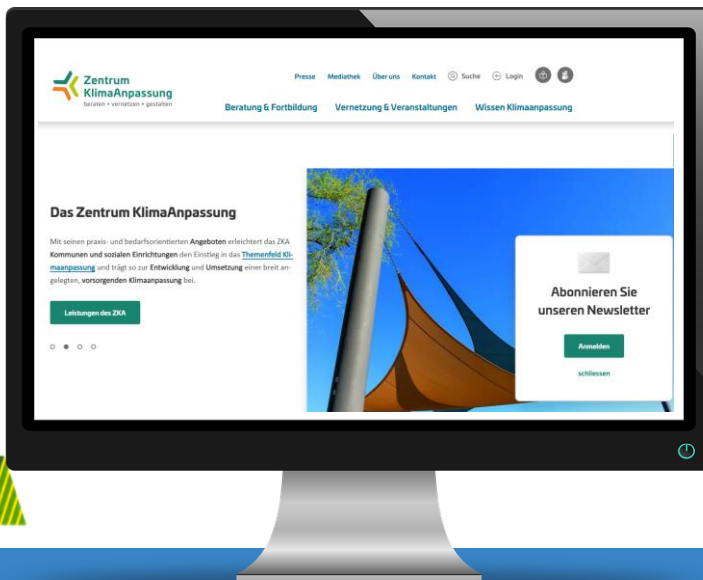 Zentrum
KlimaAnpassung
beraten • vernetzen • gestalten
Presse Mediathek Über uns Kontakt Suche Login
Beratung & Fortbildung Vernetzung & Veranstaltungen Wissen Klimaanpassung
Das Zentrum KlimaAnpassung
Mit seinen praxis- und bedarfsorientierten Angeboten erleichtert das ZKA
Kommunen und sozialen Einrichtungen den Einstieg in das Themenfeld Kli-
maanpassung und trägt so zur Entwicklung und Umsetzung einer breit an-
gelegten, vorsorgenden Klimaanpassung bei.
Leistungen des ZKA
Abonnieren Sie
unseren Newsletter
Anmelden
schliessen